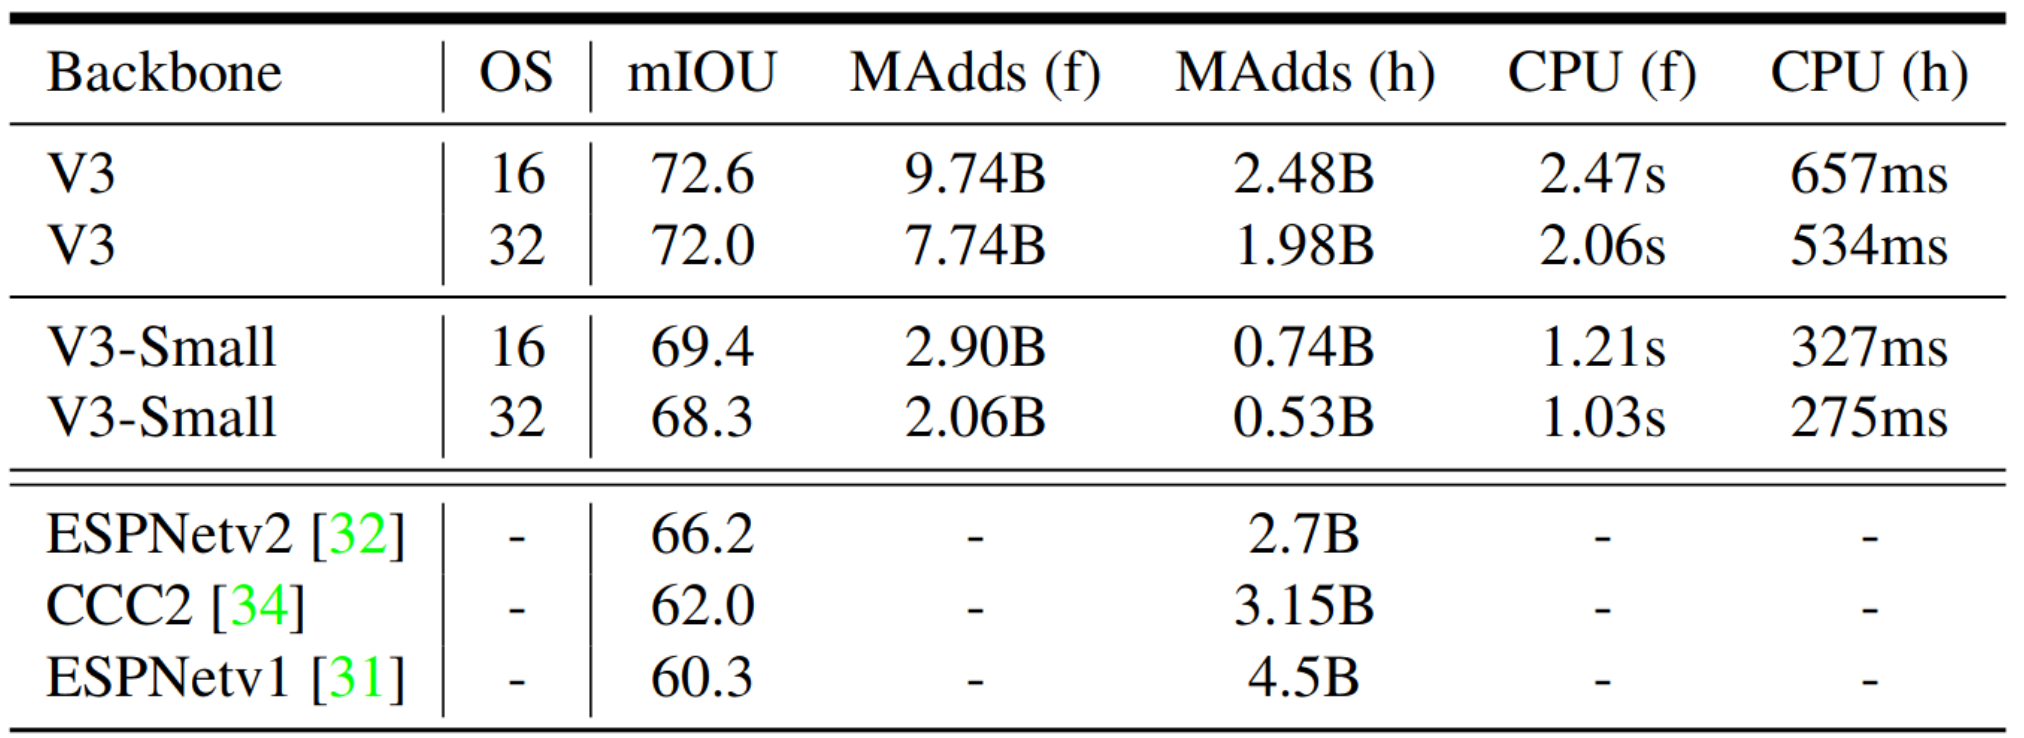 Backbone OS mIOU MAdds (f) MAdds (h) CPU (f) CPU (h)
V3 16 72.6 9.74B 2.48B 2.47s 657ms
V3 32 72.0 7.74B 1.98B 2.06s 534ms
V3-Small 16 69.4 2.90B 0.74B 1.21s 327ms
V3-Small 32 68.3 2.06B 0.53B 1.03s 275ms
ESPNetv2 [32] - 66.2 - 2.7B - -
CCC2 [34] - 62.0 - 3.15B - -
ESPNetv1 [31] - 60.3 - 4.5B - -